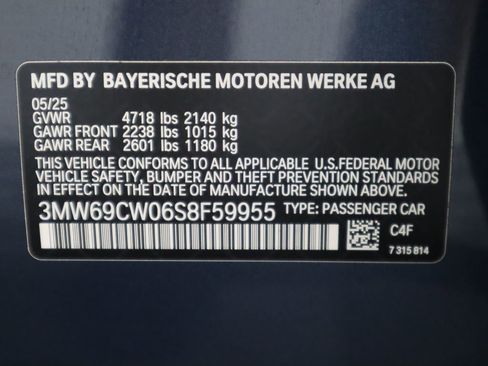 MFD BY BAYERISCHE MOTOREN WERKE AG
05/25
GVWR 4718 lbs 2140 kg
GAWR FRONT 2238 lbs 1015 kg
GAWR REAR 2601 lbs 1180 kg
THIS VEHICLE CONFORMS TO ALL APPLICABLE U.S.FEDERAL MOTOR
VEHICLE SAFETY, BUMPER AND THEFT PREVENTION STANDARDS IN
EFFECT ON THE DATE OF MANUFACTURE SHOWN ABOVE.
3MW69CW06S8F59955 TYPE: PASSENGER CAR
C4F
7 315 814